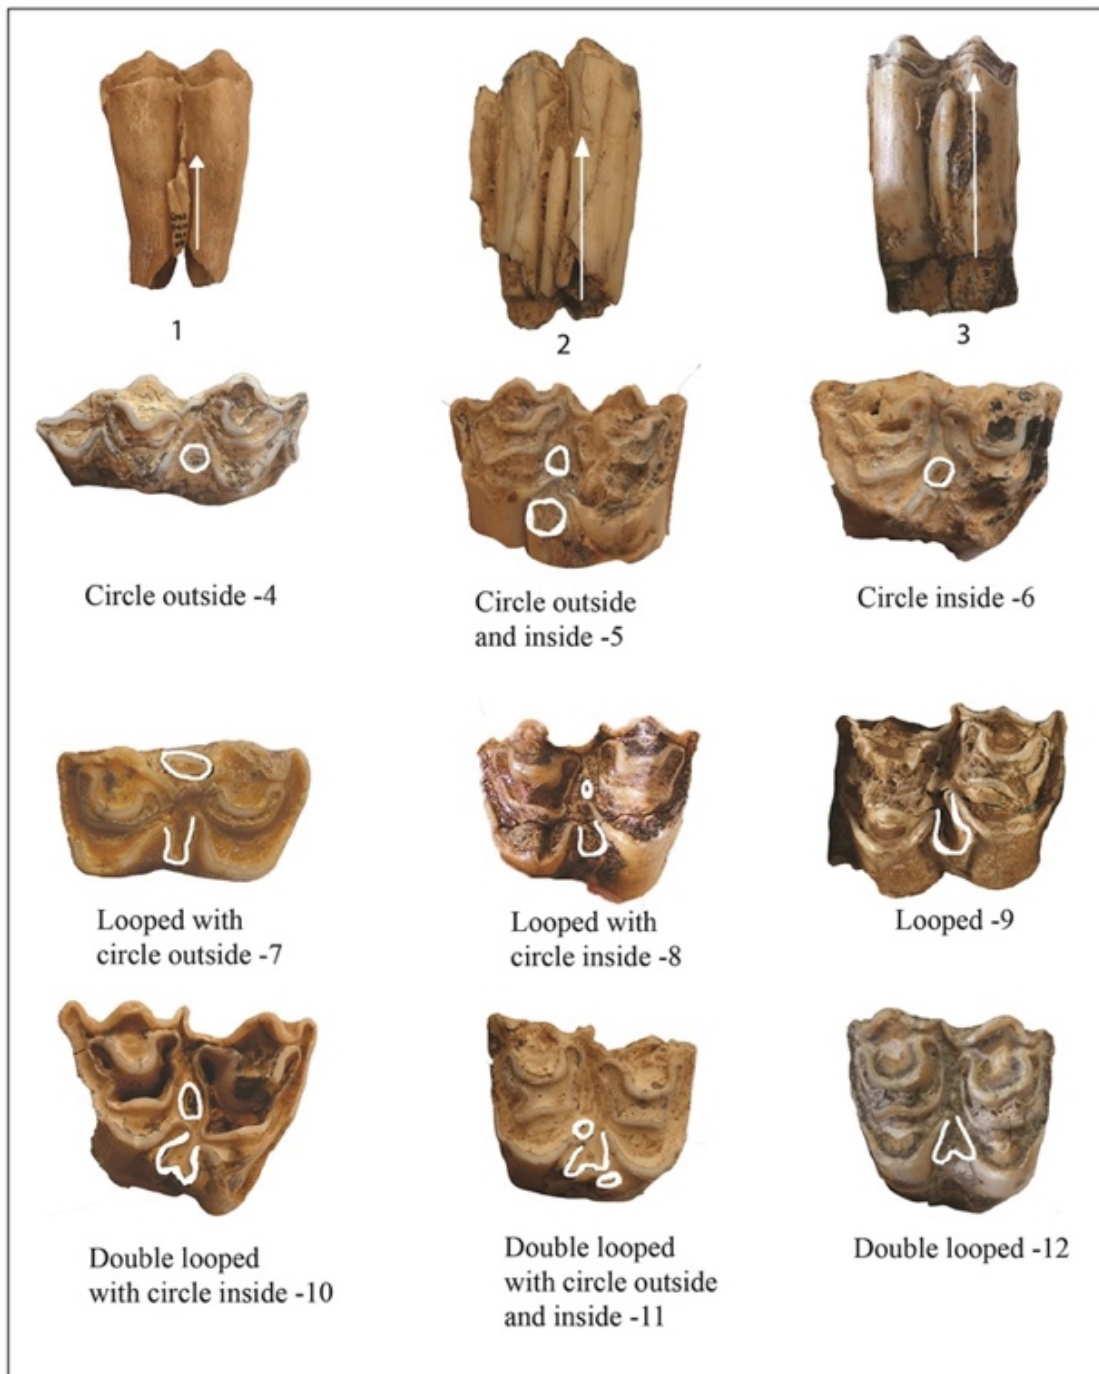 1
2
3
Circle outside -4
Circle outside
and inside -5
Circle inside -6
Looped with
circle outside -7
Looped with
circle inside -8
Looped -9
Double looped
with circle inside -10
Double looped
with circle outside
and inside -11
Double looped -12